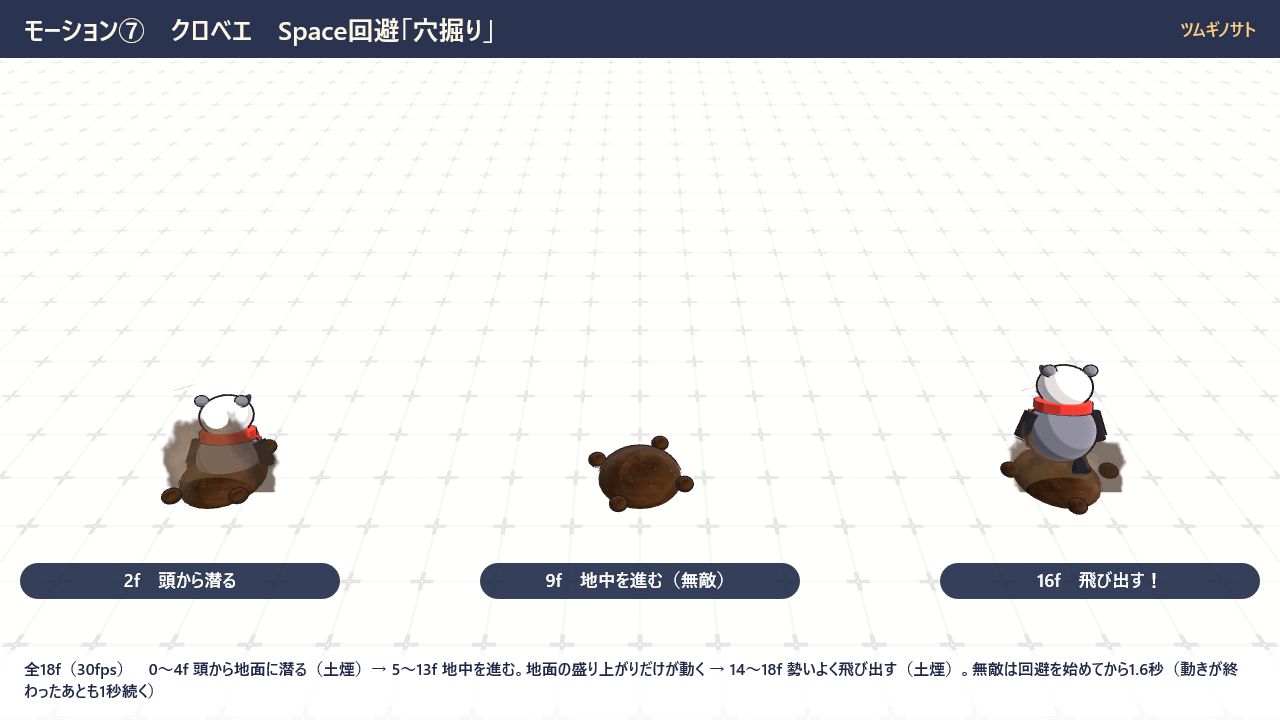 モーション⑦　クロベエ　Space回避「穴掘り」
ツムギノサト
2f　頭から潜る
9f　地中を進む（無敵）
16f　飛び出す！
全18f（30fps）　0〜4f 頭から地面に潜る（土煙）→ 5〜13f 地中を進む。地面の盛り上がりだけが動く → 14〜18f 勢いよく飛び出す（土煙）。無敵は回避を始めてから1.6秒（動きが終
わったあとも1秒続く）